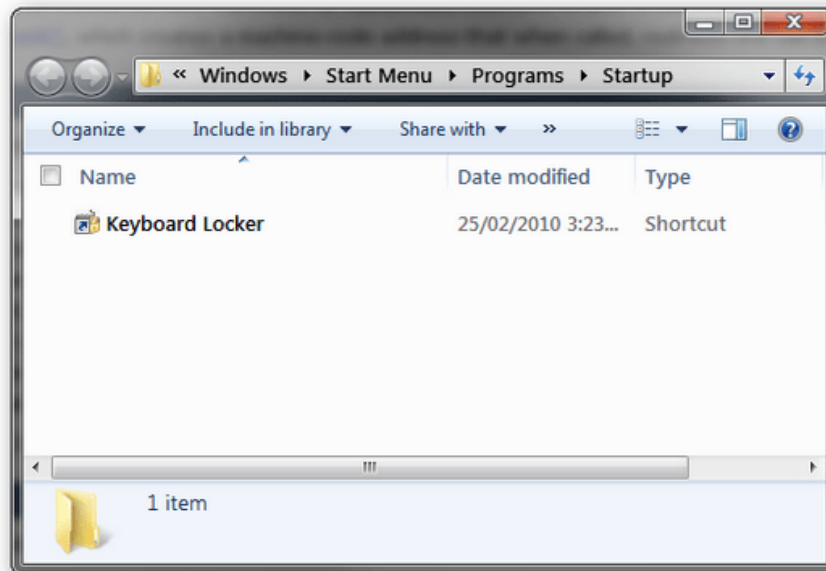 « Windows Start Menu Programs Startup
Organize Include in library Share with »
Name Date modified Type
Keyboard Locker 25/02/2010 3:23... Shortcut
1 item